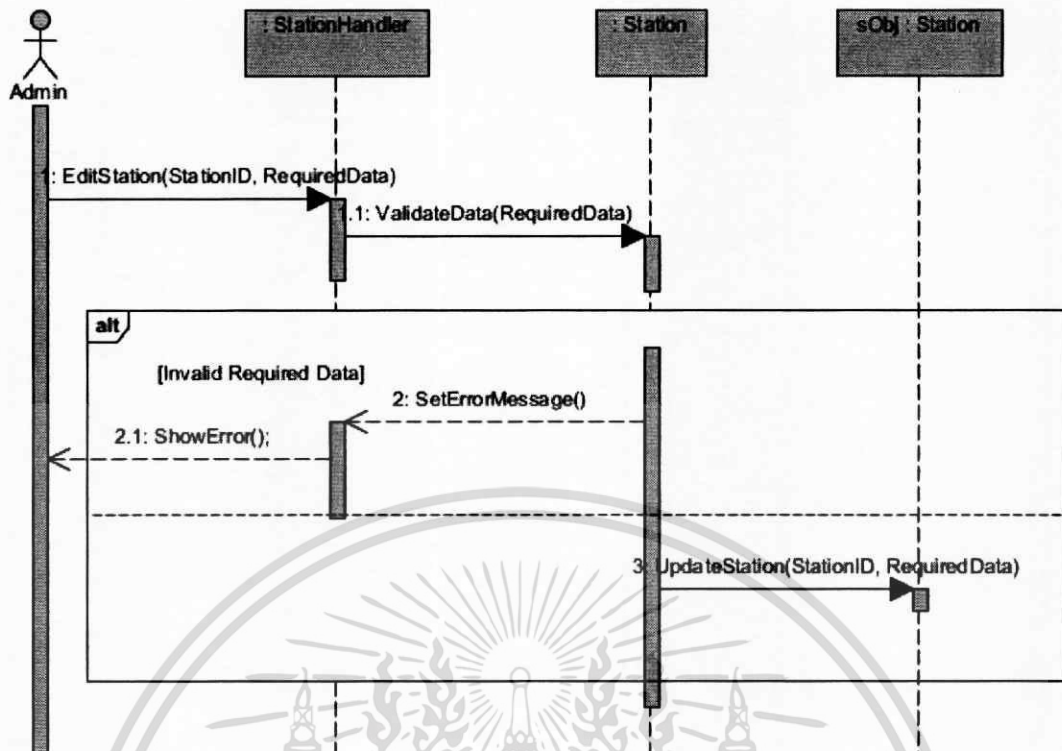 : StationHandler
: Station
sObj : Station
Admin
1: EditStation(StationID, RequiredData)
1.1: ValidateData(RequiredData)
alt
[Invalid Required Data]
2: SetErrorMessage()
2.1: ShowError();
3: UpdateStation(StationID, RequiredData)